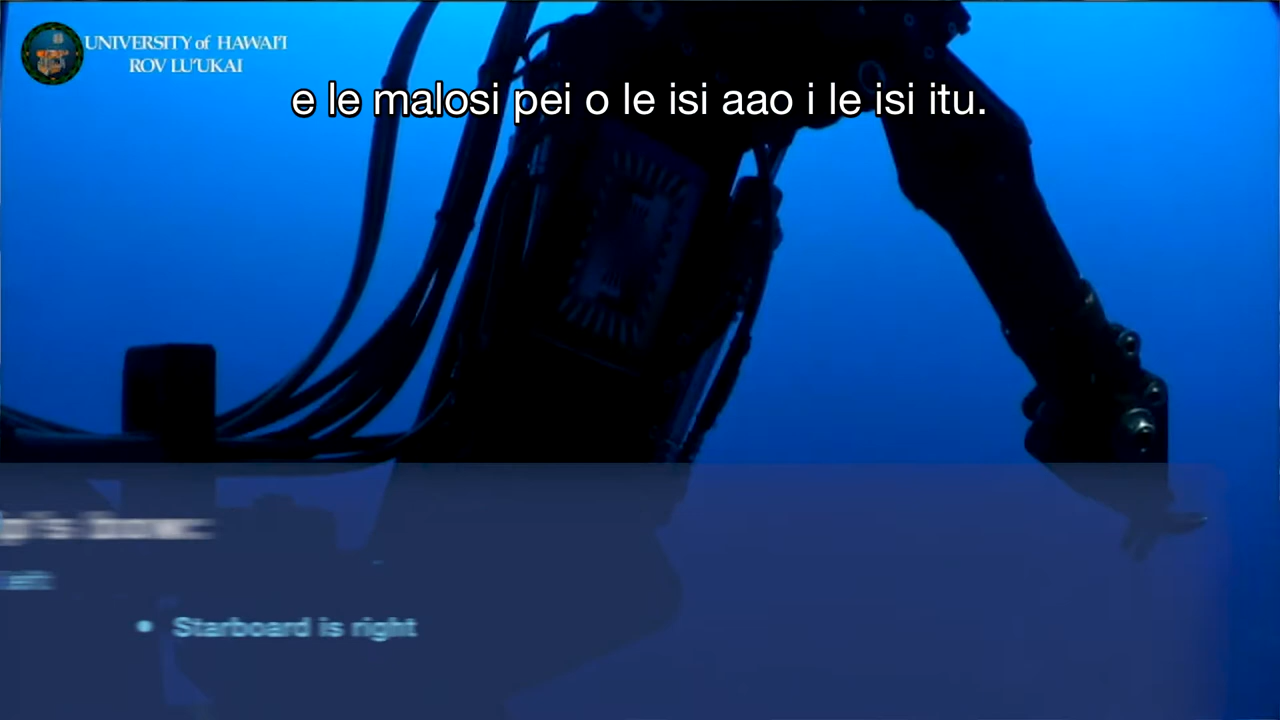 UNIVERSITY of HAWAI'I
ROV LU'UKAI
e le malosi pei o le isi aao i le isi itu.
• Starboard is right